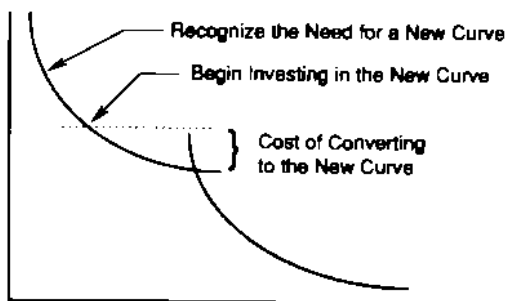 Recognize the Need for a New Curve
Begin Investing in the New Curve
Cost of Converting
to the New Curve